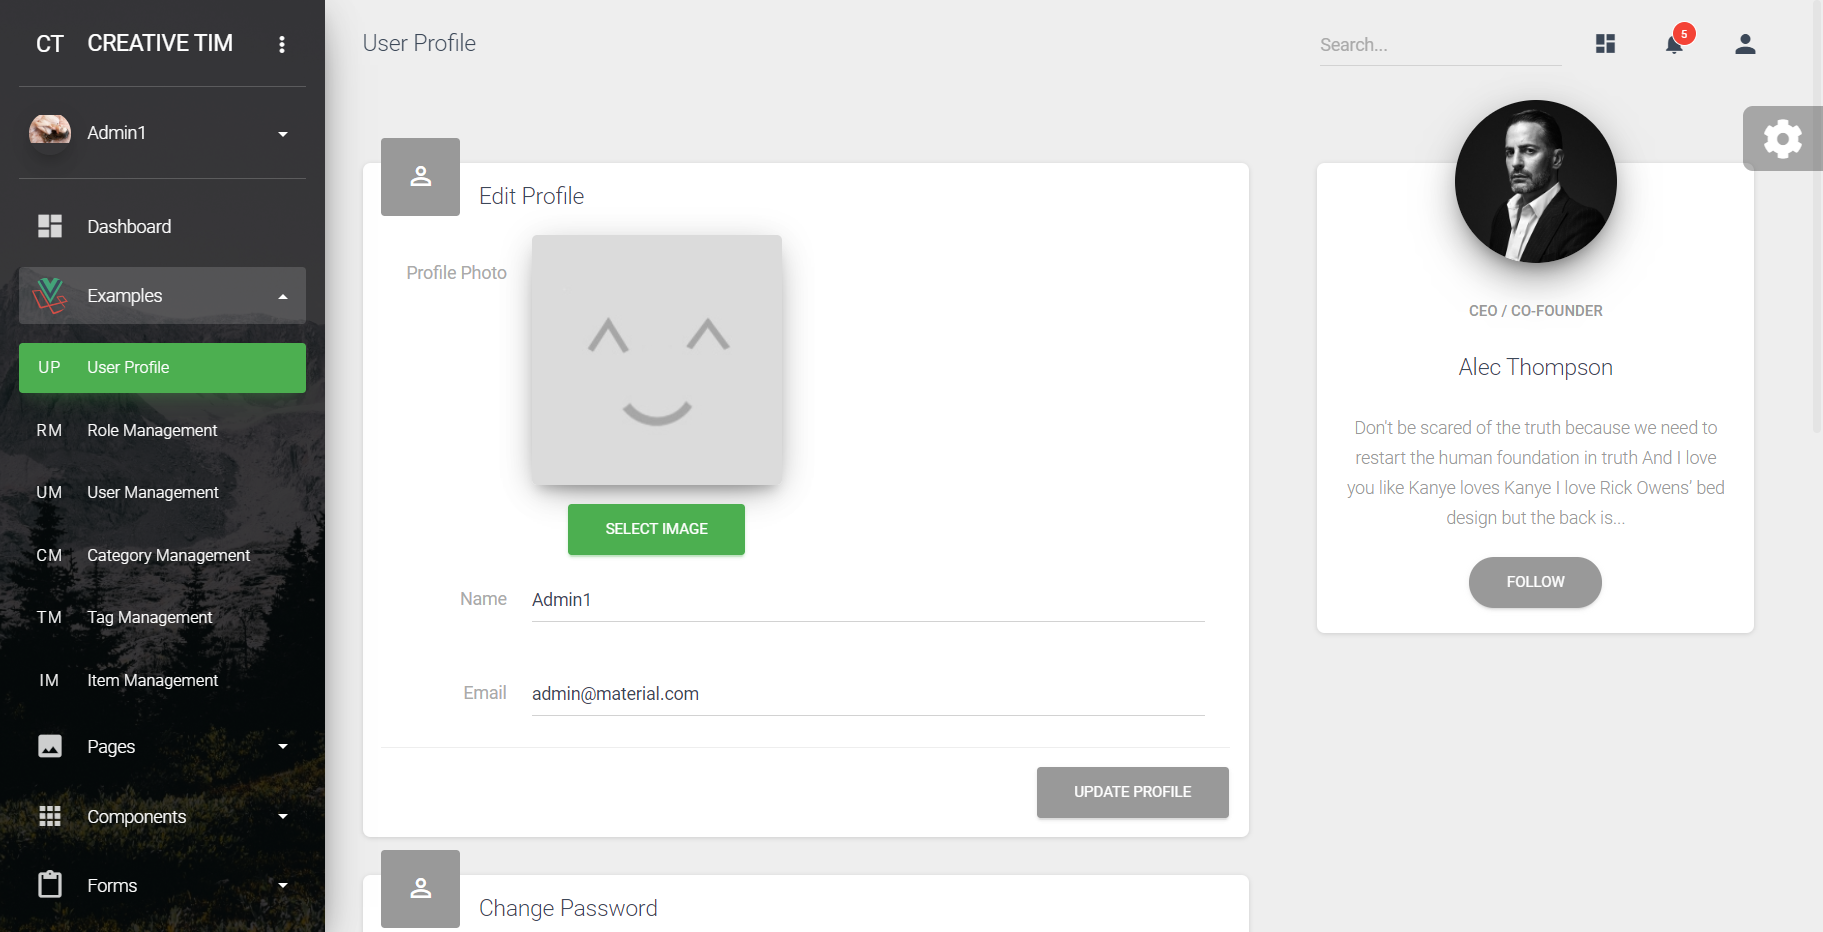 CT CREATIVE TIM
Admin1
Dashboard
Examples
UP User Profile
RM Role Management
UM User Management
CM Category Management
TM Tag Management
IM Item Management
Pages
Components
Forms
User Profile
Search...
5
Edit Profile
Profile Photo
SELECT IMAGE
Name Admin1
Email admin@material.com
UPDATE PROFILE
Change Password
CEO / CO-FOUNDER
Alec Thompson
Don't be scared of the truth because we need to
restart the human foundation in truth And I love
you like Kanye loves Kanye I love Rick Owens’ bed
design but the back is...
FOLLOW